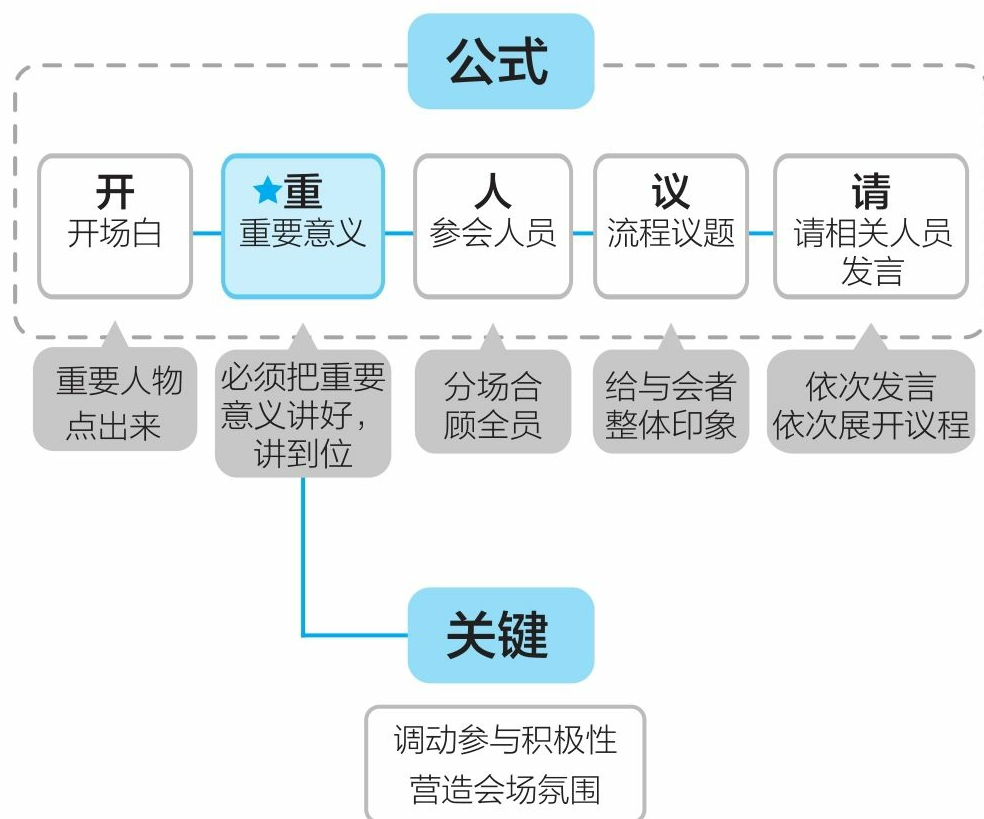 公式
开
开场白
★重
重要意义
人
参会人员
议
流程议题
请
请相关人员
发言
重要人物
点出来
必须把重要
意义讲好，
讲到位
分场合
顾全员
给与会者
整体印象
依次发言
依次展开议程
关键
调动参与积极性
营造会场氛围